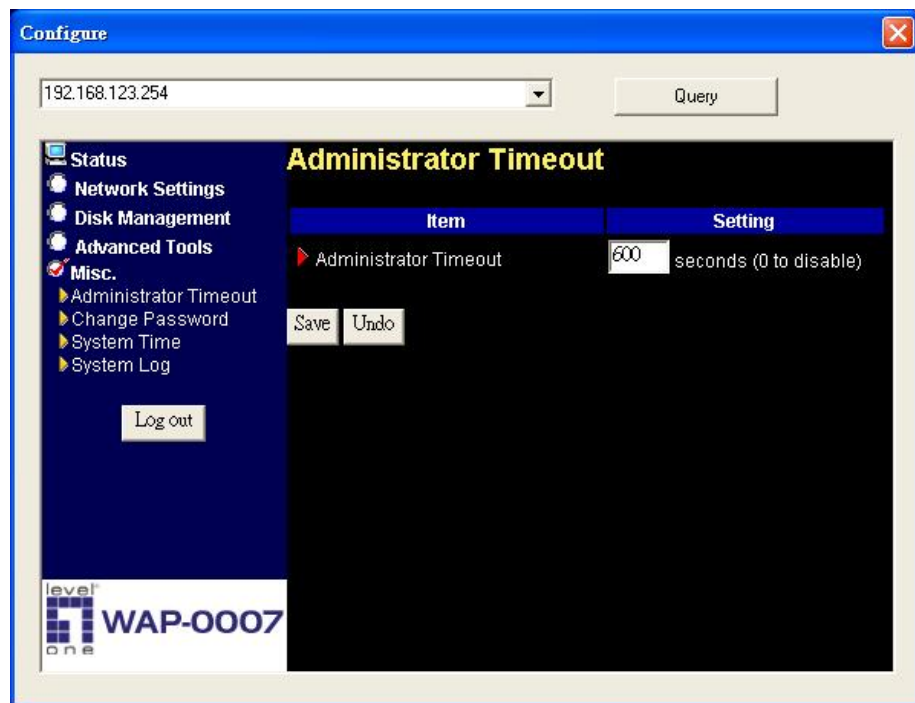 Configure
192.168.123.254
Query
Status
Network Settings
Disk Management
Advanced Tools
Misc.
Administrator Timeout
Change Password
System Time
System Log
Log out
level
one
WAP-0007
Administrator Timeout
Item Setting
Administrator Timeout 600 seconds (0 to disable)
Save Undo